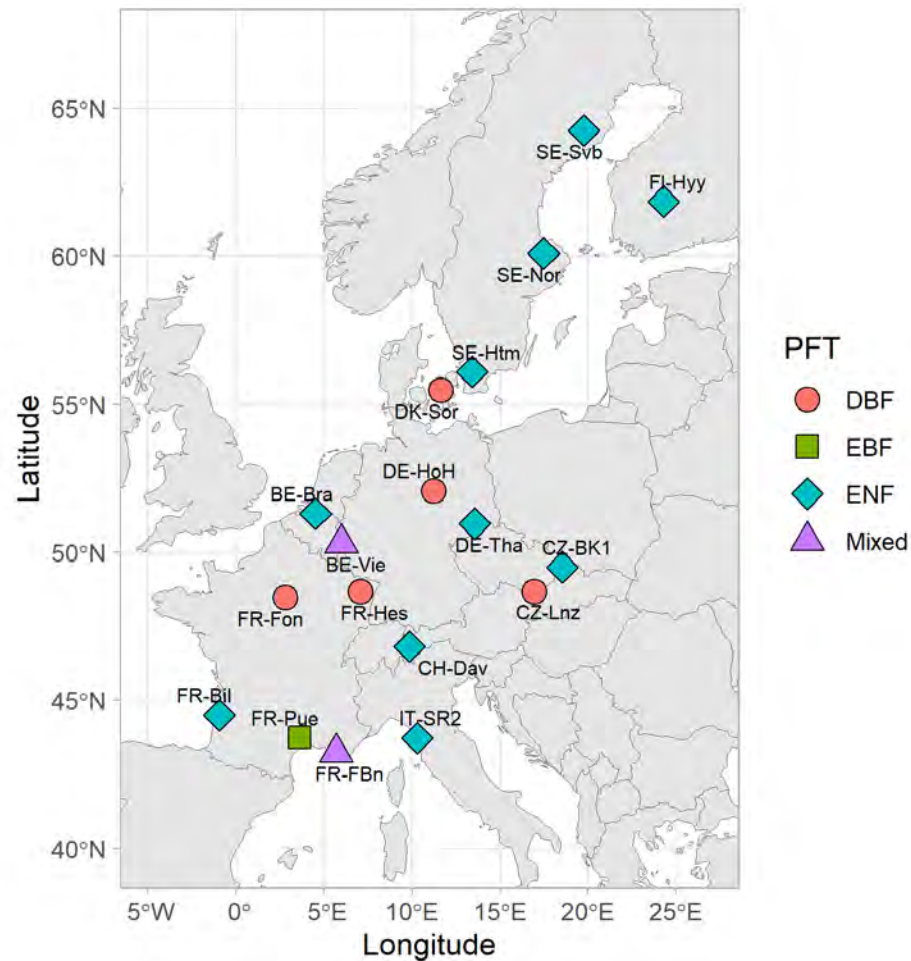 65°N
60°N
55°N
50°N
45°N
40°N
Latitude
SE-Svb
FI-Hyy
SE-Nor
SE-Htm
DK-Sor
DE-HoH
BE-Bra
DE-Tha
CZ-BK1
BE-Vie
FR-Fon
FR-Hes
CZ-Lnz
CH-Dav
FR-Bil
FR-Pue
IT-SR2
FR-FBn
5°W
0°
5°E
10°E
15°E
20°E
25°E
Longitude
PFT
DBF
EBF
ENF
Mixed